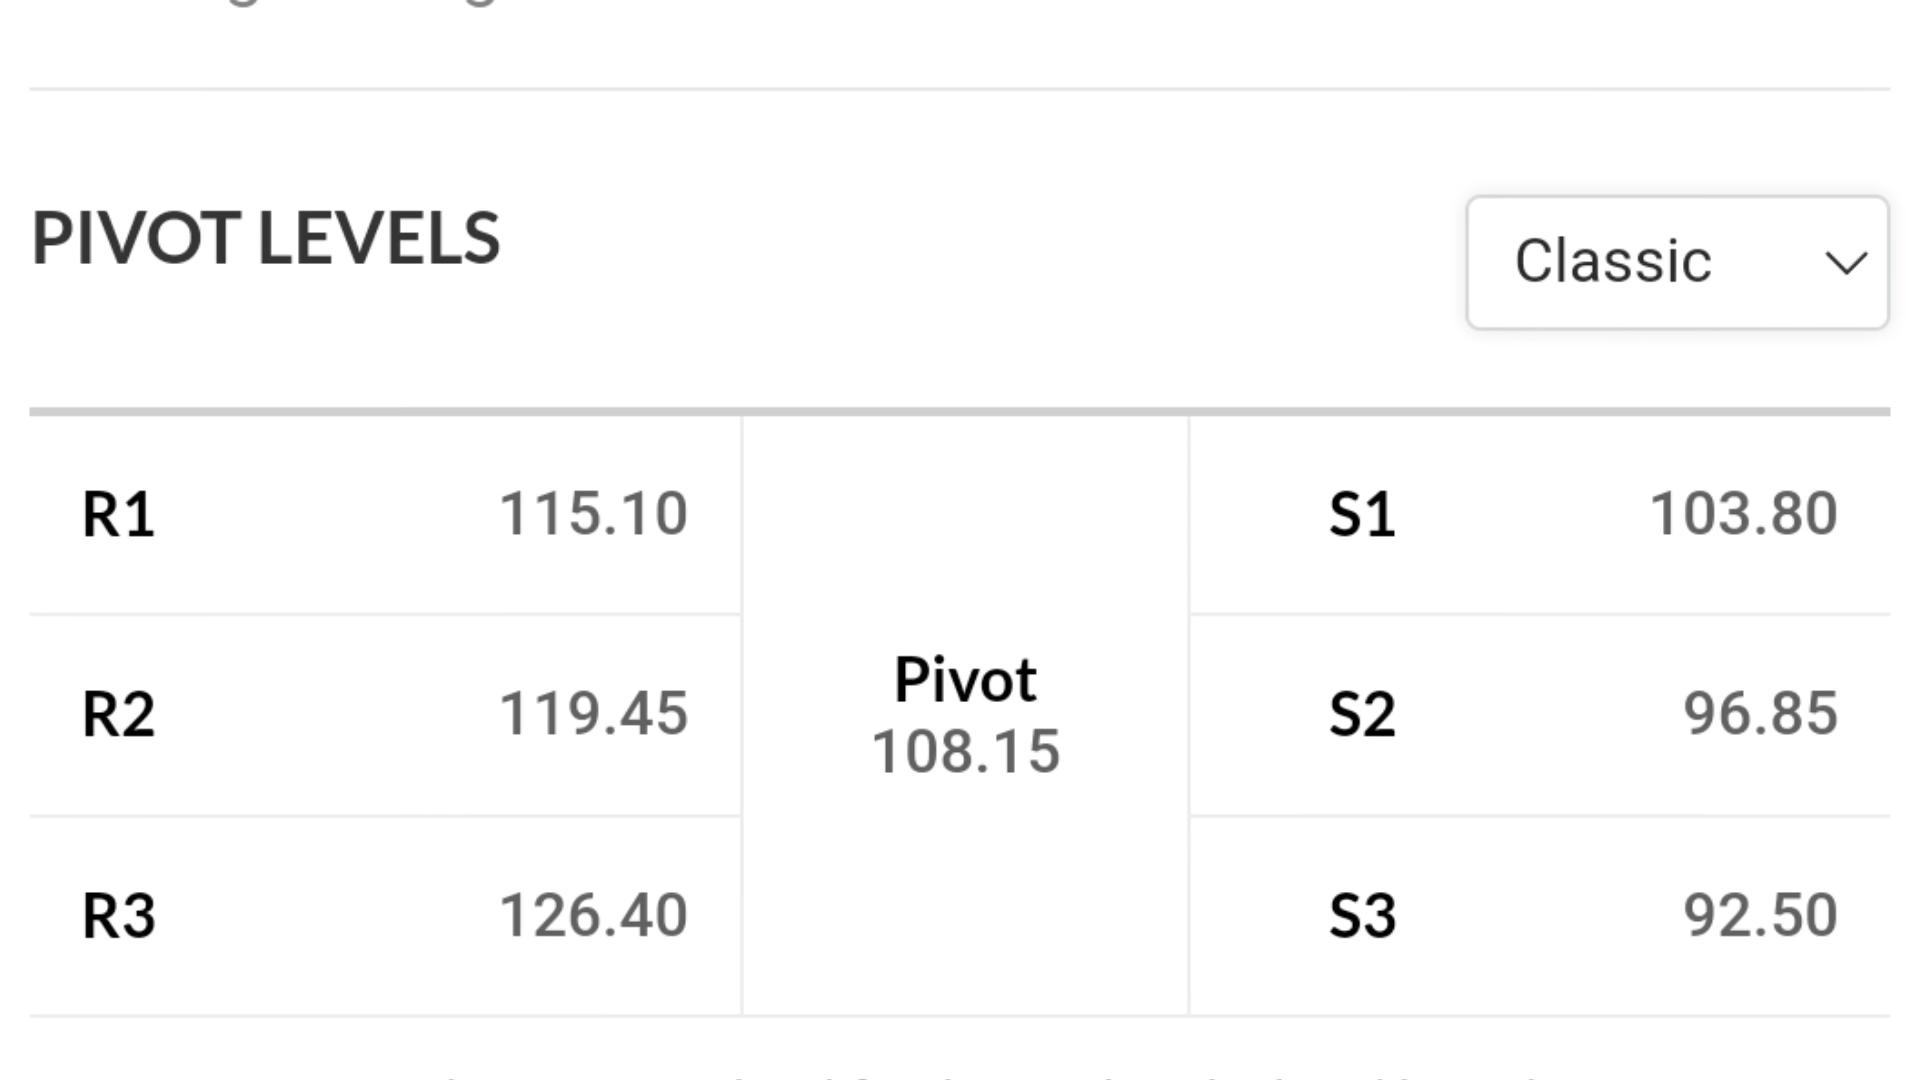 PIVOT LEVELS
Classic
R1 115.10
R2 119.45
R3 126.40
Pivot
108.15
S1 103.80
S2 96.85
S3 92.50